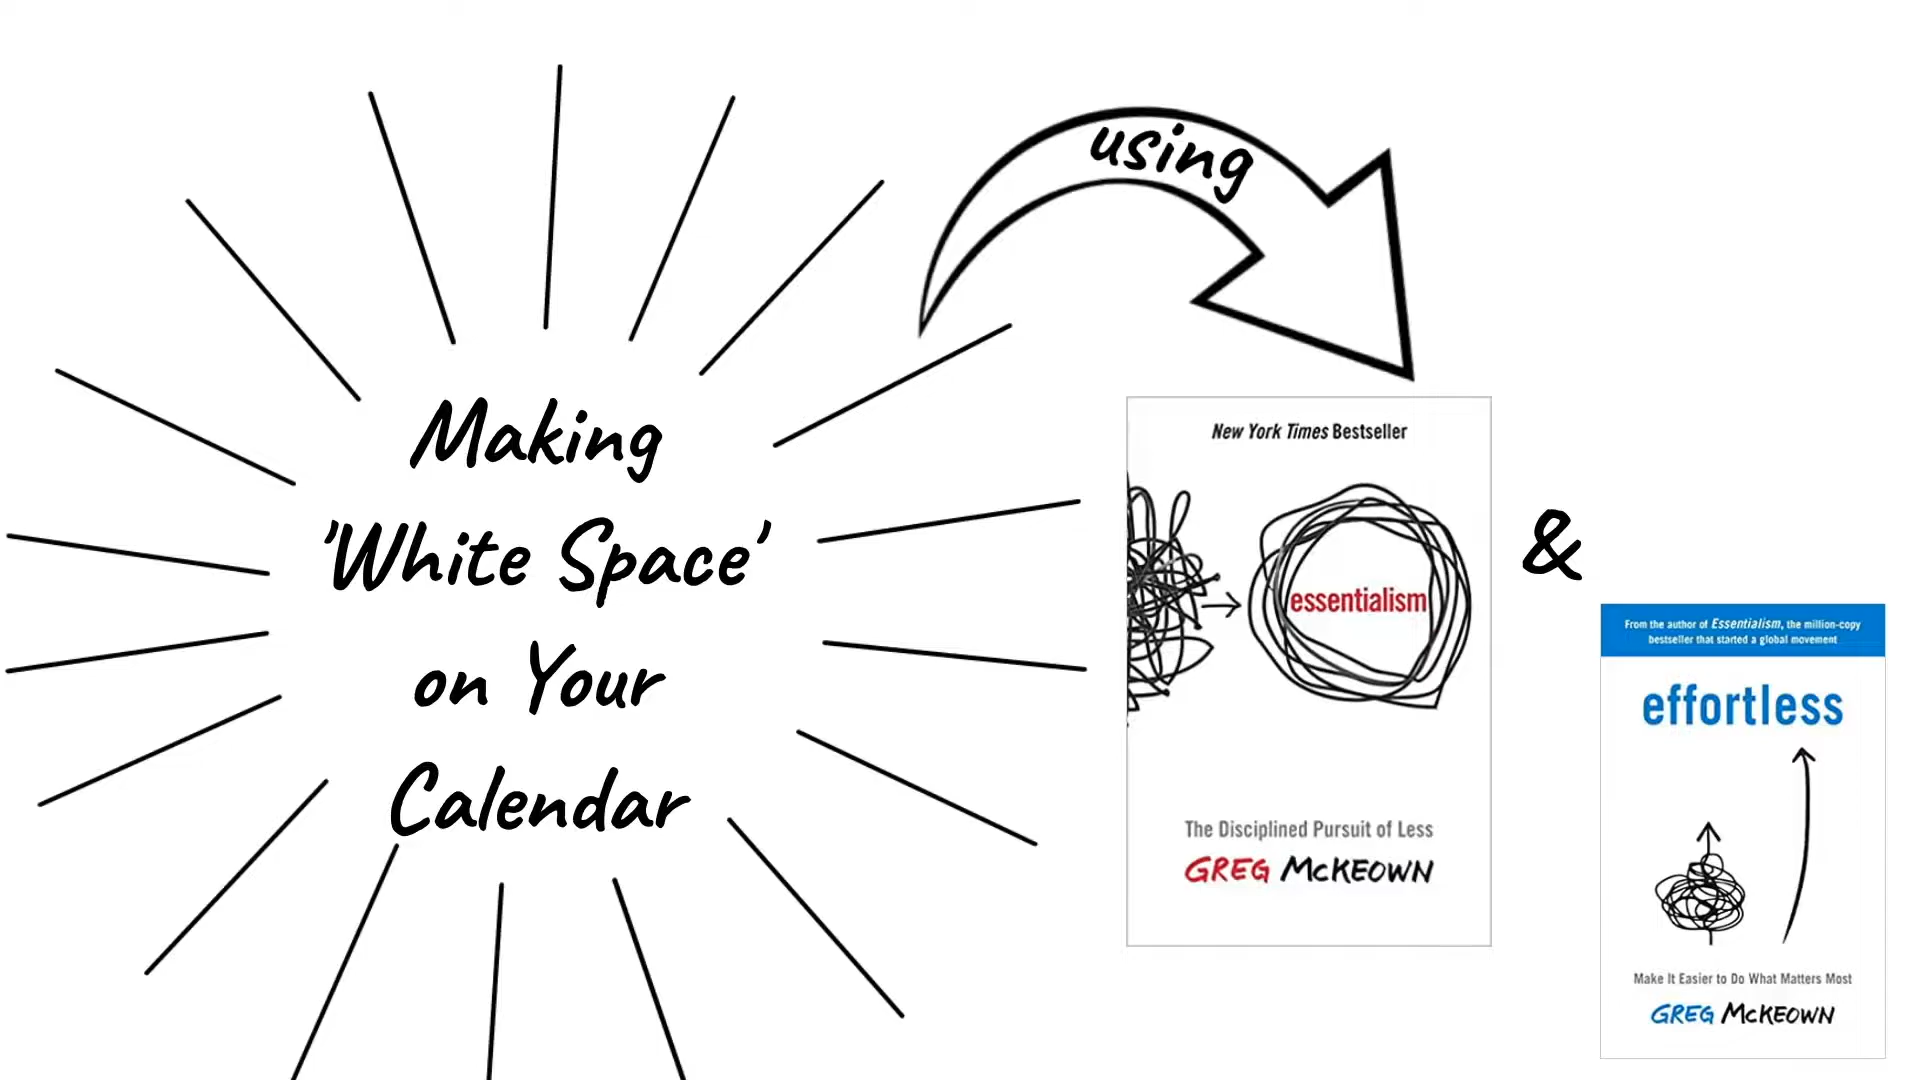 Making
'White Space'
on Your
Calendar
using
New York Times Bestseller
essentialism
The Disciplined Pursuit of Less
GREG McKEOWN
&
From the author of Essentialism, the million-copy
bestseller that started a global movement
effortless
Make It Easier to Do What Matters Most
GREG McKEOWN